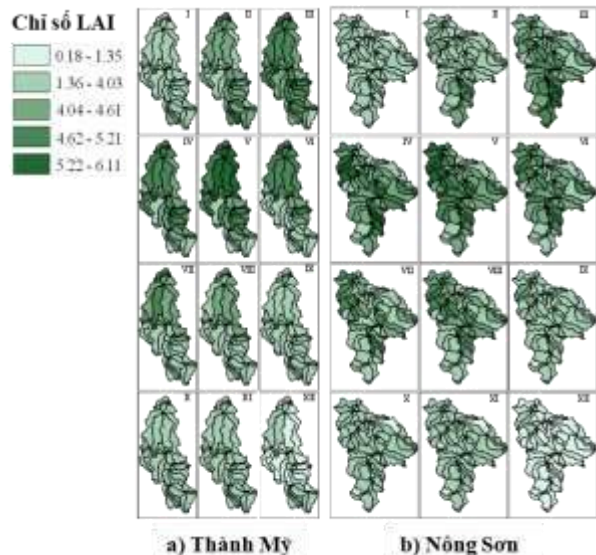 Chỉ số LAI
0.18 - 1.35
1.36 - 4.03
4.04 - 4.61
4.62 - 5.21
5.22 - 6.11
I II III
IV V VI
VII VIII IX
X XI XII
I II III
IV V VI
VII VIII IX
X XI XII
a) Thành Mỹ
b) Nông Sơn